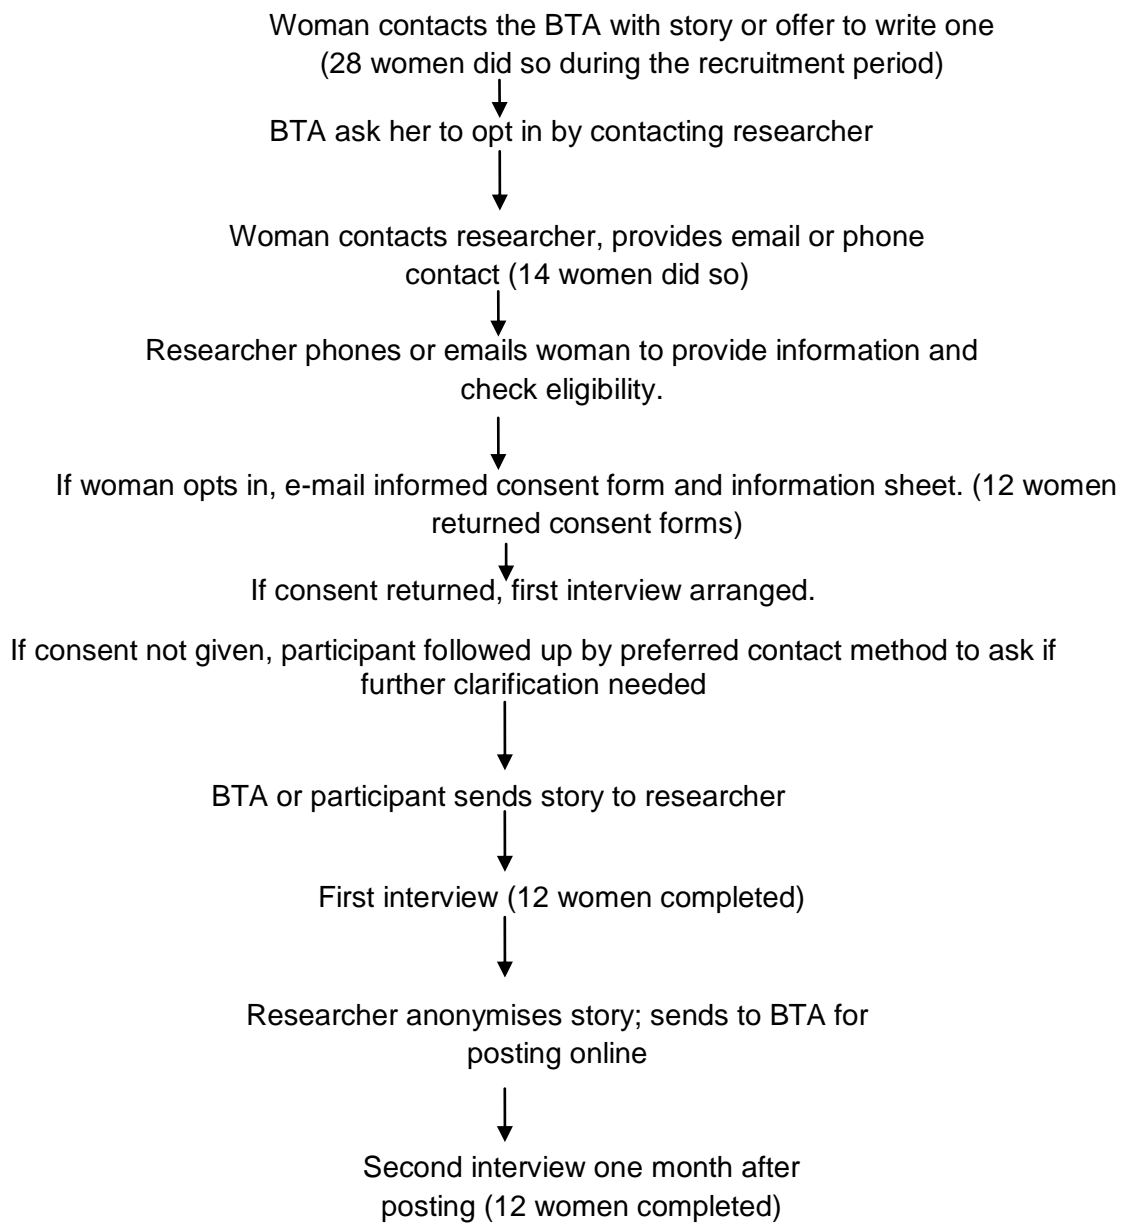 Woman contacts the BTA with story or offer to write one
(28 women did so during the recruitment period)
BTA ask her to opt in by contacting researcher
Woman contacts researcher, provides email or phone
contact (14 women did so)
Researcher phones or emails woman to provide information and
check eligibility.
If woman opts in, e-mail informed consent form and information sheet. (12 women
returned consent forms)
If consent returned, first interview arranged.
If consent not given, participant followed up by preferred contact method to ask if
further clarification needed
BTA or participant sends story to researcher
First interview (12 women completed)
Researcher anonymises story; sends to BTA for
posting online
Second interview one month after
posting (12 women completed)